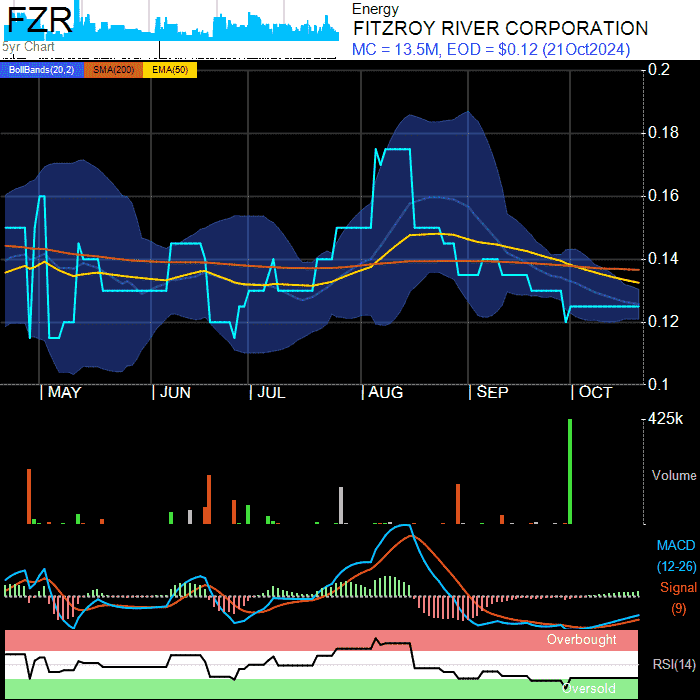 FZR
5yr Chart
Energy
FITZROY RIVER CORPORATION
MC = 13.5M, EOD = $0.12 (21Oct2024)
BollBands(20,2) SMA(200) EMA(50)
0.2
0.18
0.16
0.14
0.12
0.1
MAY JUN JUL AUG SEP OCT
425k
Volume
MACD
(12-26)
Signal
(9)
Overbought
RSI(14)
Oversold